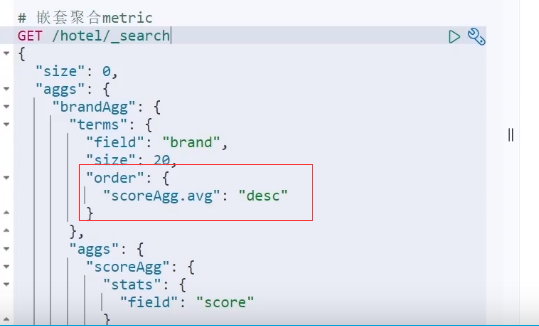 # 嵌套聚合metric
GET /hotel/_search
{
"size": 0,
"aggs": {
"brandAgg": {
"terms": {
"field": "brand",
"size": 20,
"order": {
"scoreAgg.avg": "desc"
}
},
"aggs": {
"scoreAgg": {
"stats": {
"field": "score"
}